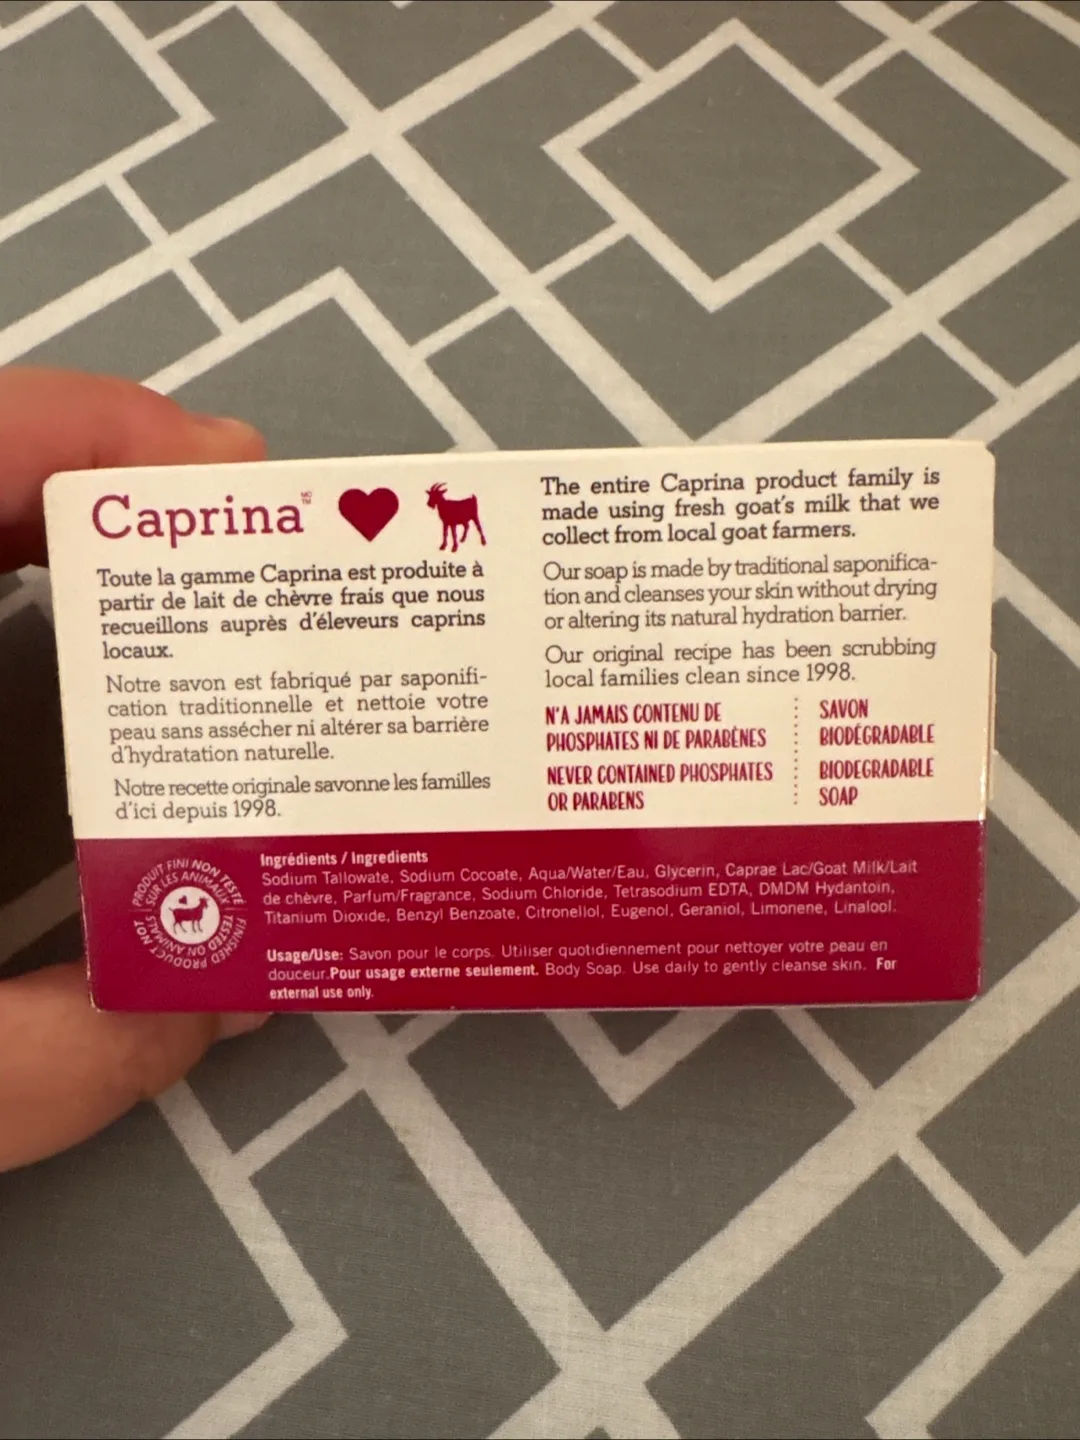 Caprina MC TM
Toute la gamme Caprina est produite à
partir de lait de chèvre frais que nous
recueillons auprès d'éleveurs caprins
locaux.
Notre savon est fabriqué par saponifi-
cation traditionnelle et nettoie votre
peau sans assécher ni altérer sa barrière
d'hydratation naturelle.
Notre recette originale savonne les familles
d'ici depuis 1998.
The entire Caprina product family is
made using fresh goat's milk that we
collect from local goat farmers.
Our soap is made by traditional saponifica-
tion and cleanses your skin without drying
or altering its natural hydration barrier.
Our original recipe has been scrubbing
local families clean since 1998.
N'A JAMAIS CONTENU DE
PHOSPHATES NI DE PARABÈNES
NEVER CONTAINED PHOSPHATES
OR PARABENS
SAVON
BIODÉGRADABLE
BIODEGRADABLE
SOAP
PRODUIT FINI NON TESTÉ
SUR LES ANIMAUX
FINISHED PRODUCT NOT
TESTED ON ANIMALS
Ingrédients / Ingredients
Sodium Tallowate, Sodium Cocoate, Aqua/Water/Eau, Glycerin, Caprae Lac/Goat Milk/Lait
de chèvre, Parfum/Fragrance, Sodium Chloride, Tetrasodium EDTA, DMDM Hydantoin,
Titanium Dioxide, Benzyl Benzoate, Citronellol, Eugenol, Geraniol, Limonene, Linalool.
Usage/Use: Savon pour le corps. Utiliser quotidiennement pour nettoyer votre peau en
douceur.Pour usage externe seulement. Body Soap. Use daily to gently cleanse skin. For
external use only.